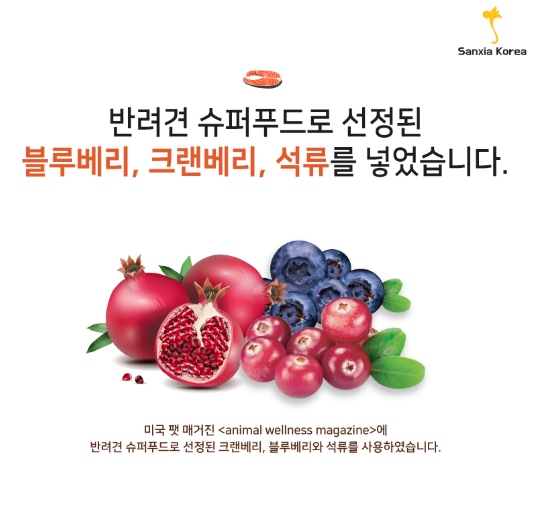 Sanxia Korea
반려견 슈퍼푸드로 선정된
블루베리, 크랜베리, 석류를 넣었습니다.
미국 팻 매거진 <animal wellness magazine>에
반려견 슈퍼푸드로 선정된 크랜베리, 블루베리와 석류를 사용하였습니다.